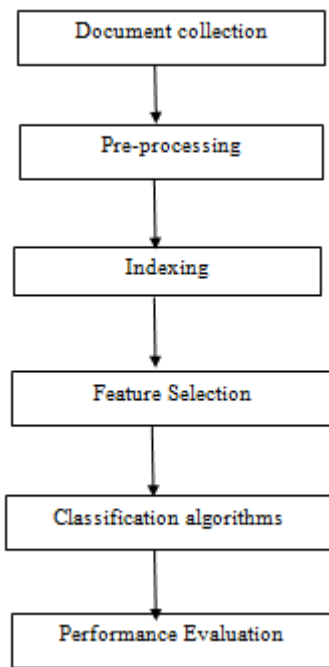 Document collection
Pre-processing
Indexing
Feature Selection
Classification algorithms
Performance Evaluation